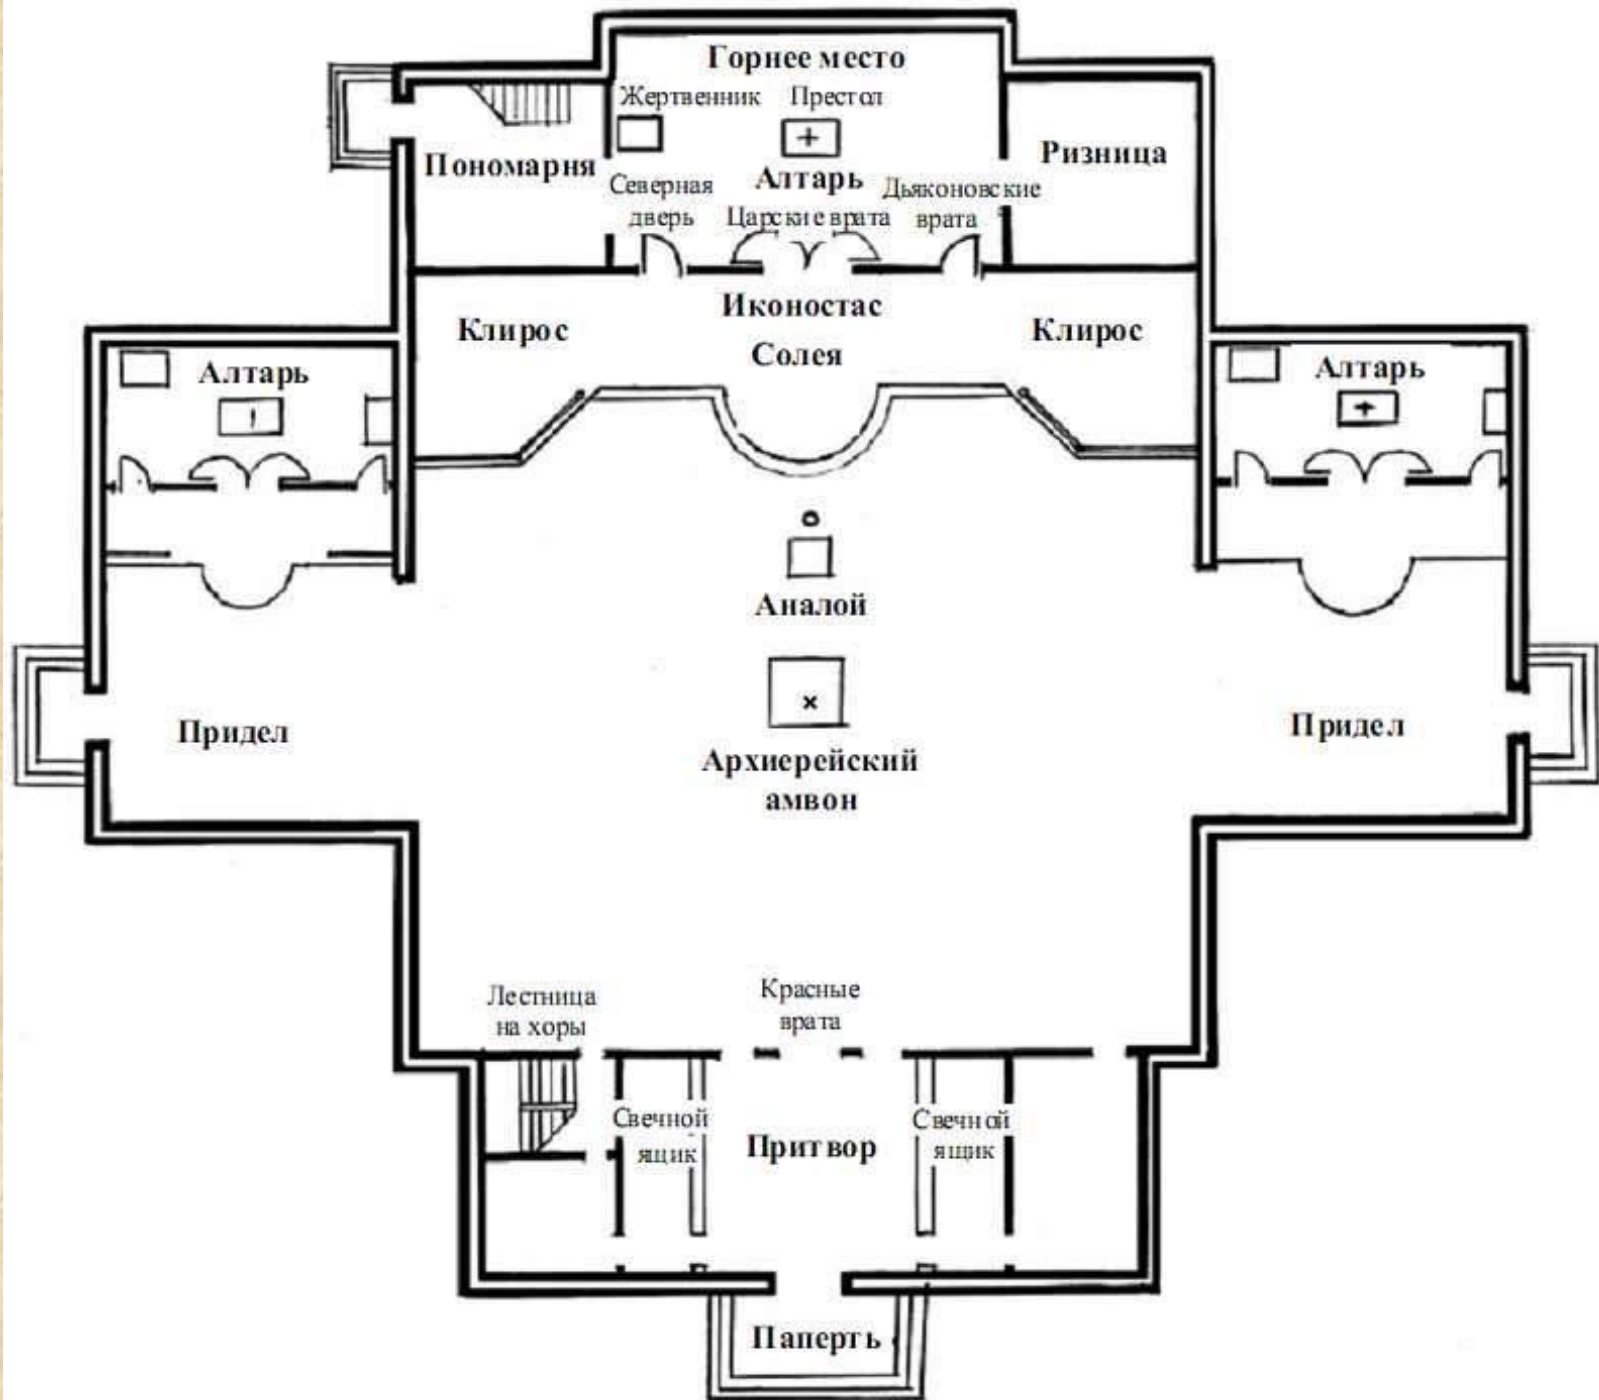 Горнее место
Жертвенник
Престол
Пономарня
Ризница
Северная
дверь
Алтарь
Царские врата
Дьяконовские
врата
Иконостас
Клирос
Солея
Клирос
Алтарь
Алтарь
Аналой
Придел
Придел
Архиерейский
амвон
Лестница
на хоры
Красные
врата
Свечной
ящик
Притвор
Свечной
ящик
Паперть